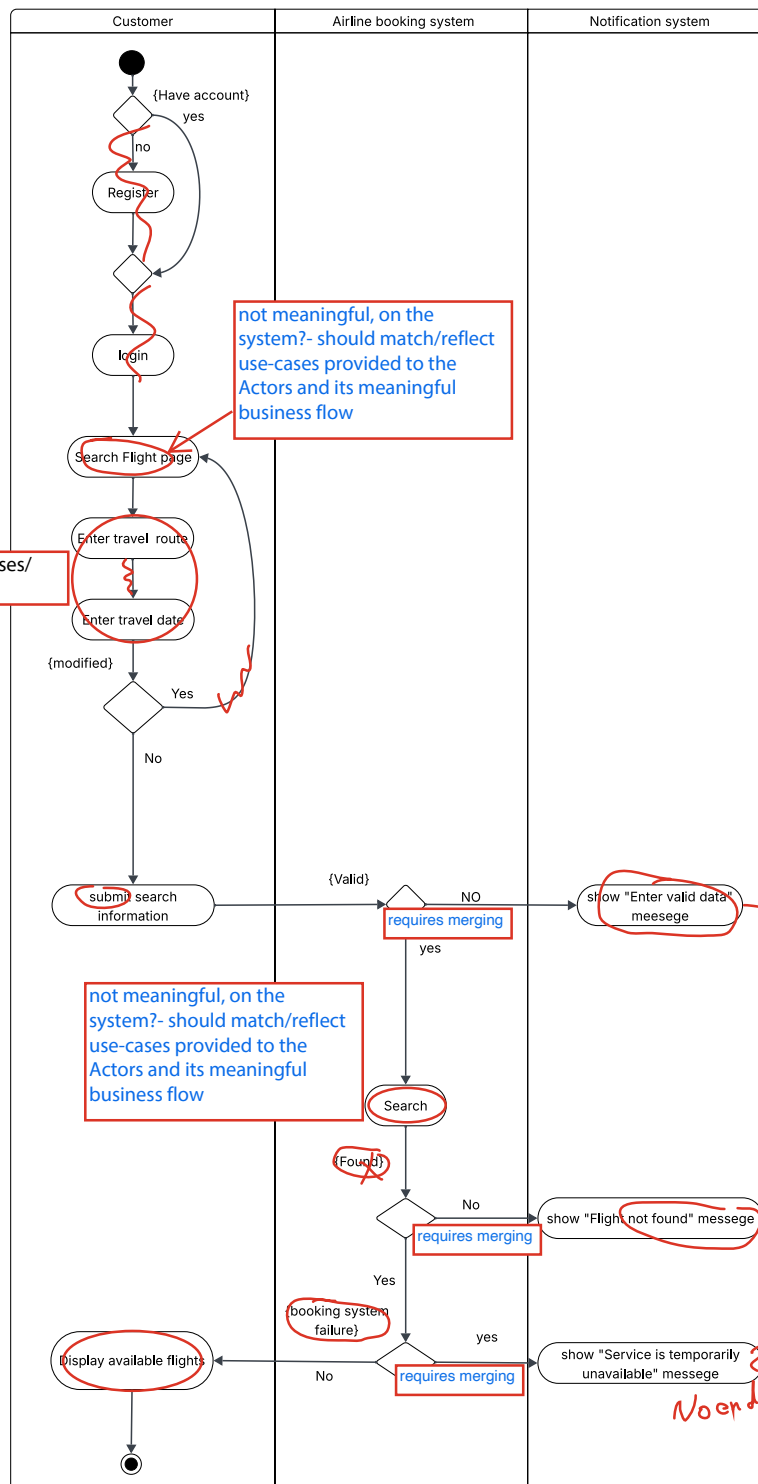 Customer
Airline booking system
Notification system
{Have account}
yes
no
Register
login
not meaningful, on the
system?- should match/reflect
use-cases provided to the
Actors and its meaningful
business flow
Search Flight page
Enter travel route
ses/
Enter travel date
{modified}
Yes
No
submit search
information
{Valid}
NO
requires merging
yes
show "Enter valid data"
meesege
not meaningful, on the
system?- should match/reflect
use-cases provided to the
Actors and its meaningful
business flow
Search
{Found}
No
requires merging
show "Flight not found" messege
Yes
{booking system
failure}
yes
No
requires merging
show "Service is temporarily
unavailable" messege
Display available flights
No end